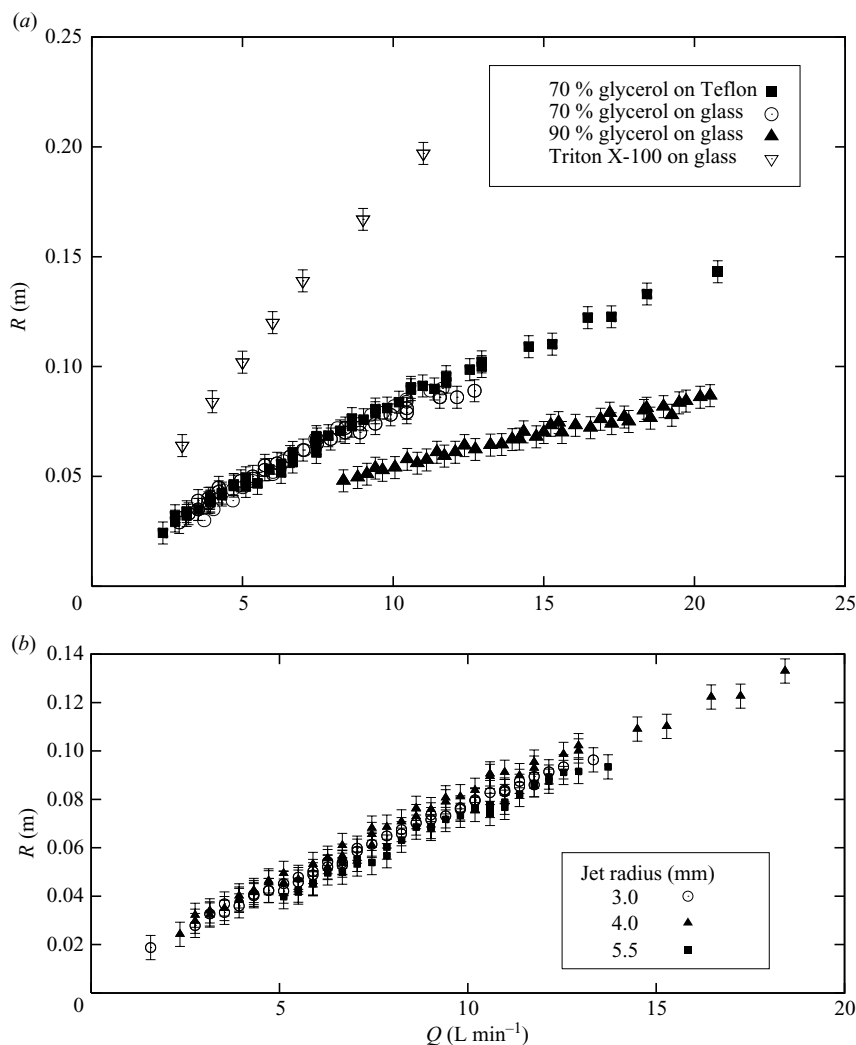 (a)
0.25
0.20
0.15
0.10
0.05
0
5
10
15
20
25
R (m)
70 % glycerol on Teflon
70 % glycerol on glass
90 % glycerol on glass
Triton X-100 on glass
(b)
0.14
0.12
0.10
0.08
0.06
0.04
0.02
0
5
10
15
20
R (m)
Q (L min⁻¹)
Jet radius (mm)
3.0
4.0
5.5